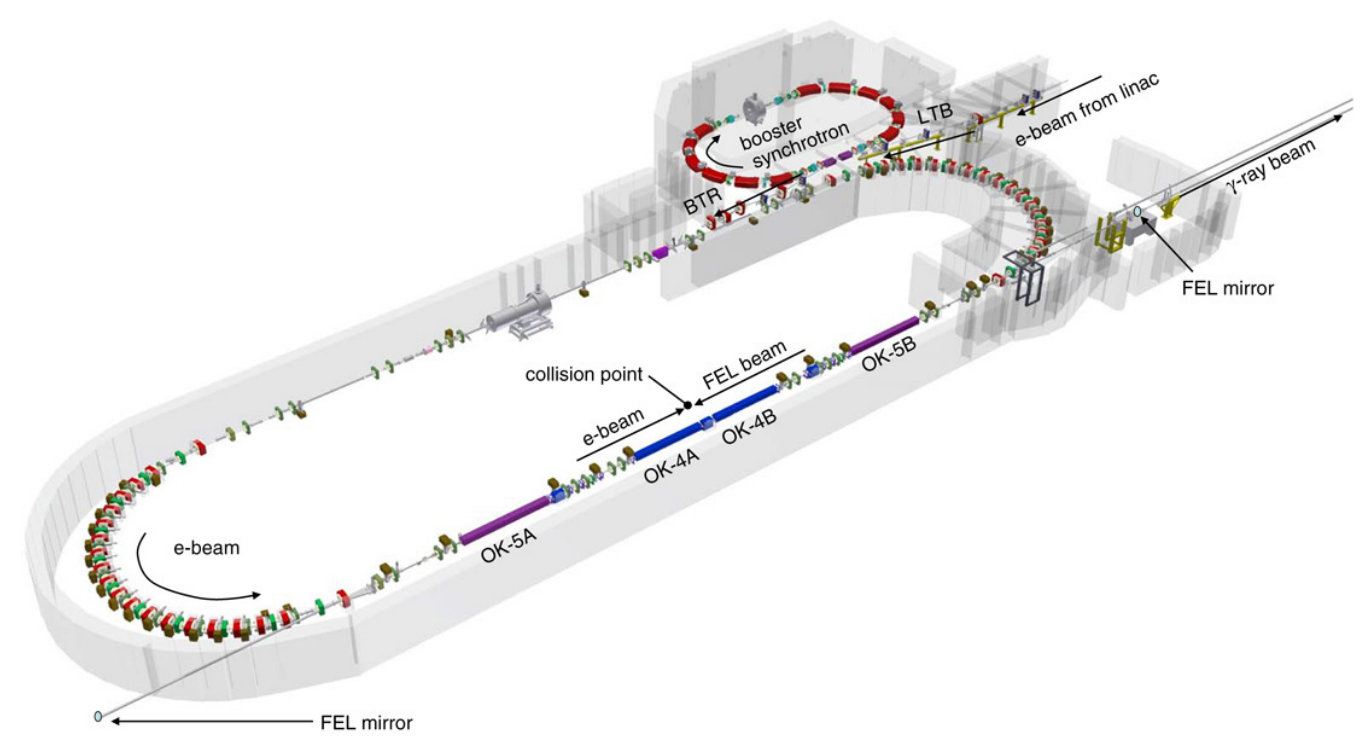 e-beam from linac
LTB
booster
synchrotron
BTR
γ-ray beam
FEL mirror
OK-5B
FEL beam
collision point
OK-4B
e-beam
OK-4A
OK-5A
e-beam
FEL mirror